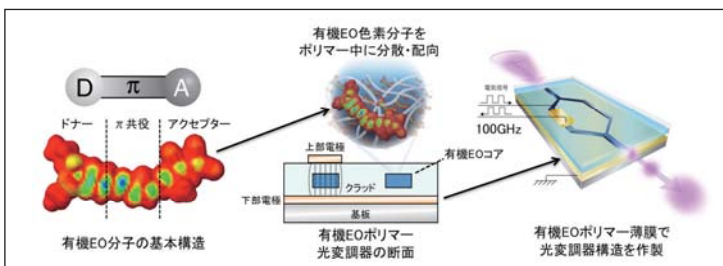 D π A
ドナー π共役 アクセプター
有機EO分子の基本構造
有機EO色素分子を
ポリマー中に分散・配向
上部電極
有機EOコア
クラッド
下部電極
基板
有機EOポリマー
光変調器の断面
電気信号
100GHz
有機EOポリマー薄膜で
光変調器構造を作製